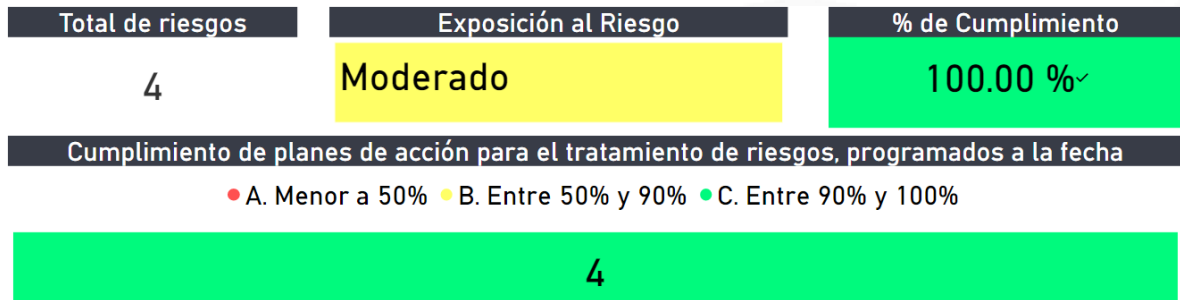 Total de riesgos
Exposición al Riesgo
% de Cumplimiento
4
Moderado
100.00 %✓
Cumplimiento de planes de acción para el tratamiento de riesgos, programados a la fecha
A. Menor a 50% B. Entre 50% y 90% C. Entre 90% y 100%
4